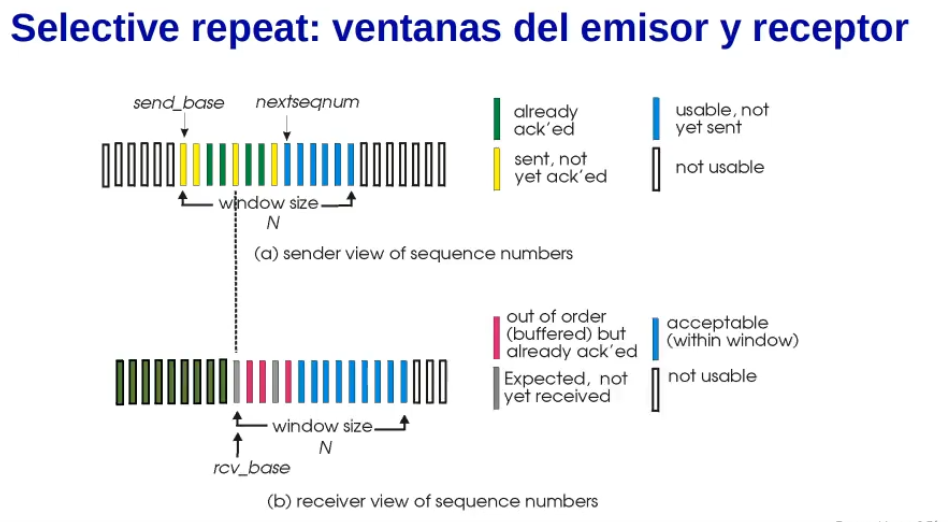 Selective repeat: ventanas del emisor y receptor
send_base
nextseqnum
already
ack'ed
usable, not
yet sent
sent, not
yet ack'ed
not usable
window size
N
(a) sender view of sequence numbers
out of order
(buffered) but
already ack'ed
acceptable
(within window)
Expected, not
yet received
not usable
window size
N
rcv_base
(b) receiver view of sequence numbers